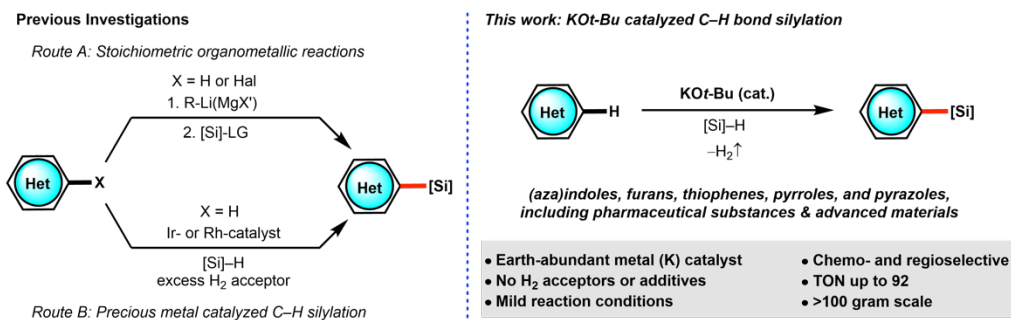 Previous Investigations
Route A: Stoichiometric organometallic reactions
X = H or Hal
1. R-Li(MgX')
2. [Si]-LG
Het
X
Het
[Si]
X = H
Ir- or Rh-catalyst
[Si]–H
excess H₂ acceptor
Route B: Precious metal catalyzed C–H silylation
This work: KOt-Bu catalyzed C–H bond silylation
Het
H
KOt-Bu (cat.)
[Si]–H
–H₂↑
Het
[Si]
(aza)indoles, furans, thiophenes, pyrroles, and pyrazoles,
including pharmaceutical substances & advanced materials
• Earth-abundant metal (K) catalyst
• No H₂ acceptors or additives
• Mild reaction conditions
• Chemo- and regioselective
• TON up to 92
• >100 gram scale